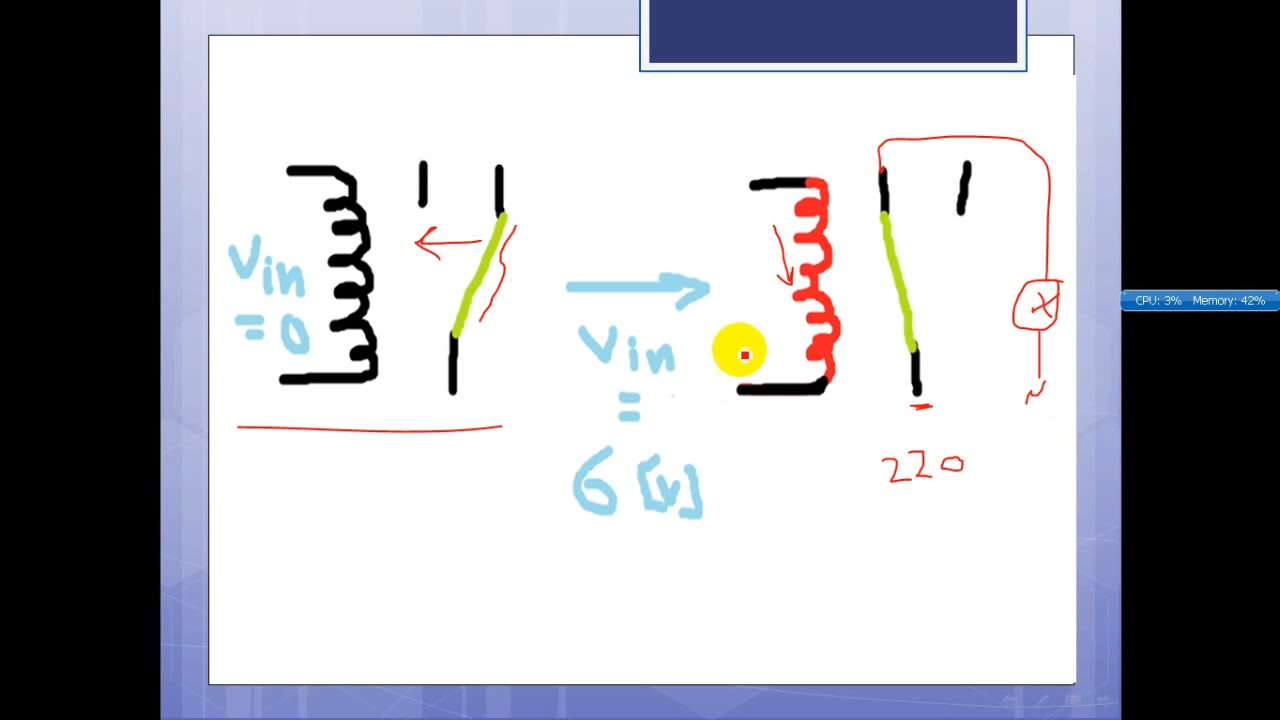 Vin
= 0
Vin
=
6 [v]
220
N
CPU: 3% Memory: 42%